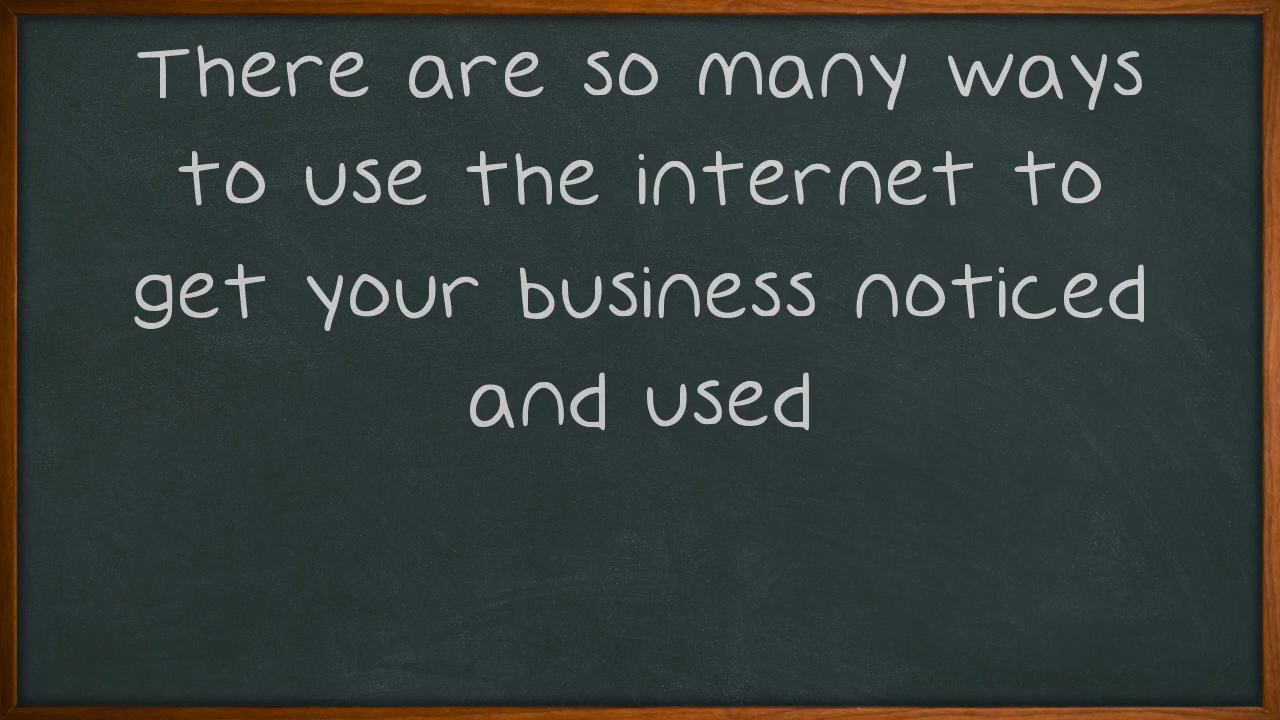 There are so many ways
to use the internet to
get your business noticed
and used